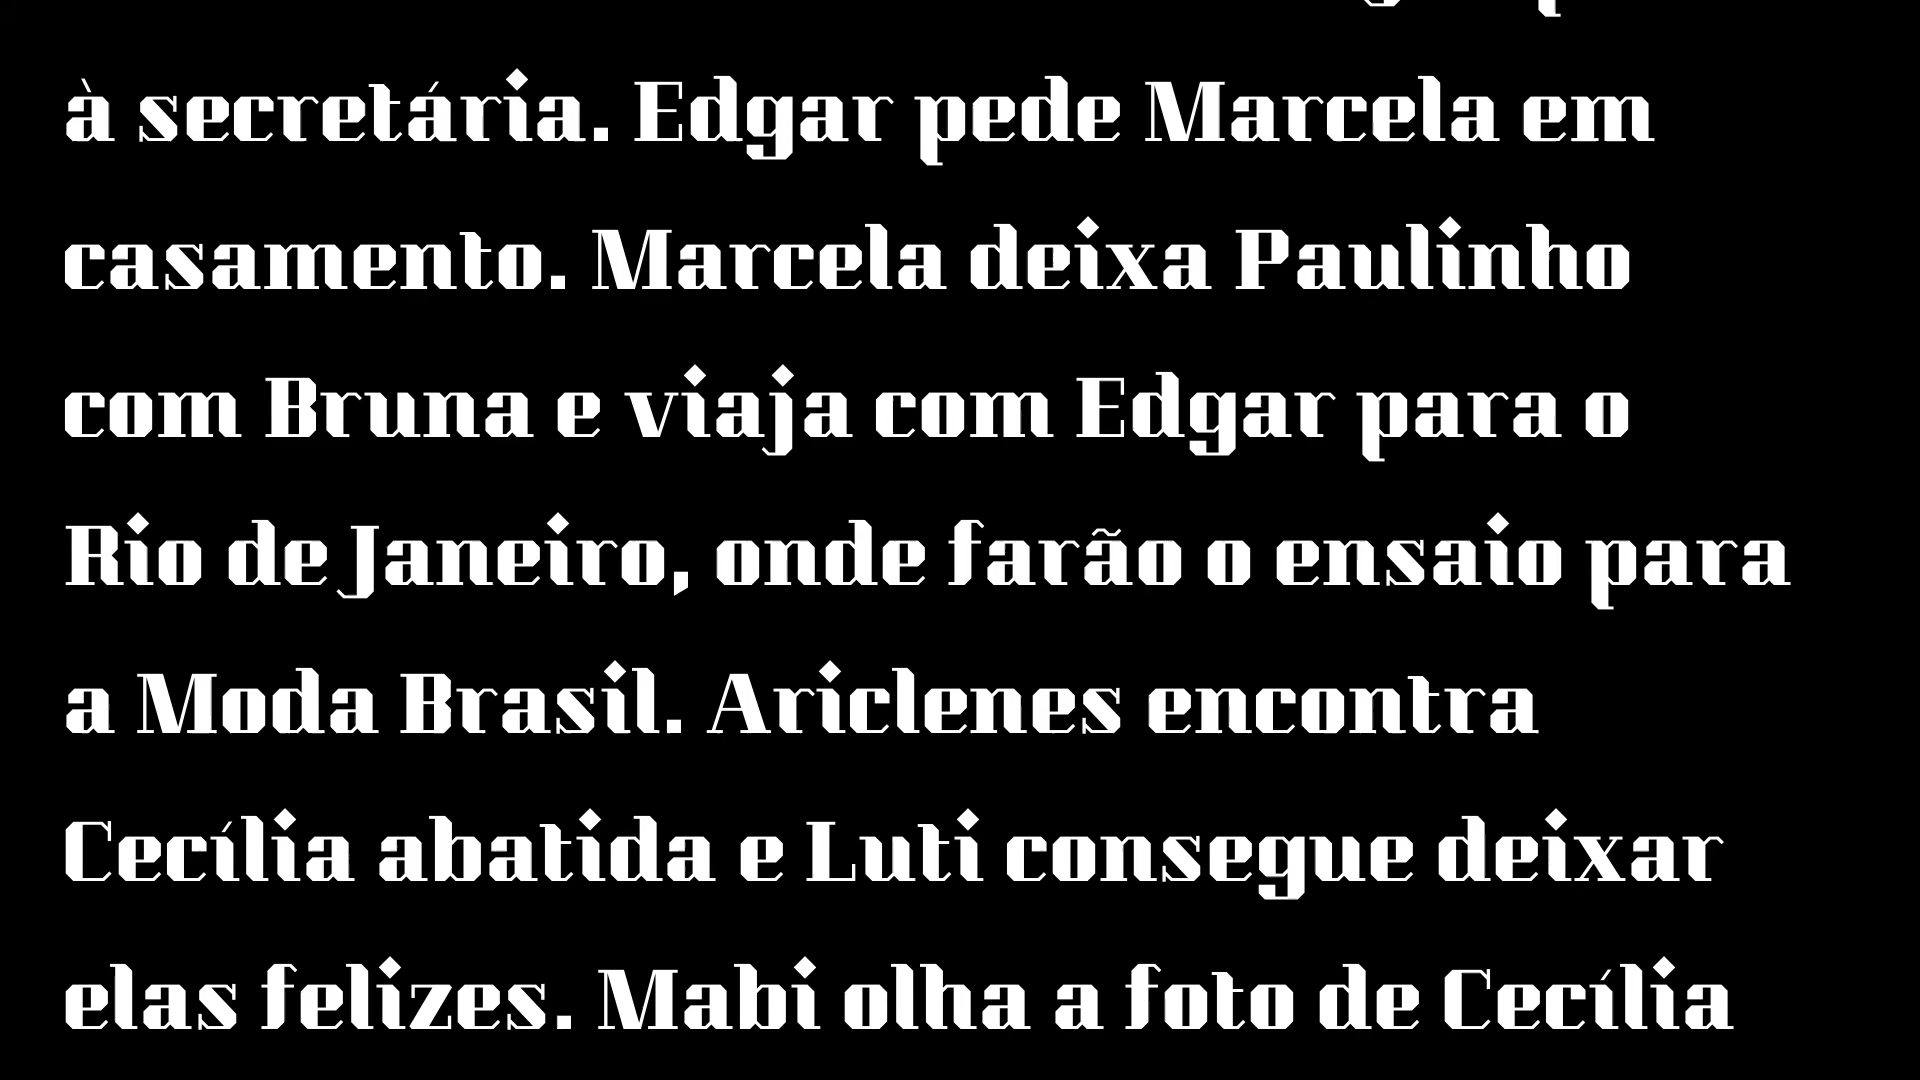 à secretária. Edgar pede Marcela em
casamento. Marcela deixa Paulinho
com Bruna e viaja com Edgar para o
Rio de Janeiro, onde farão o ensaio para
a Moda Brasil. Ariclenes encontra
Cecília abatida e Luti consegue deixar
elas felizes. Mabi olha a foto de Cecília